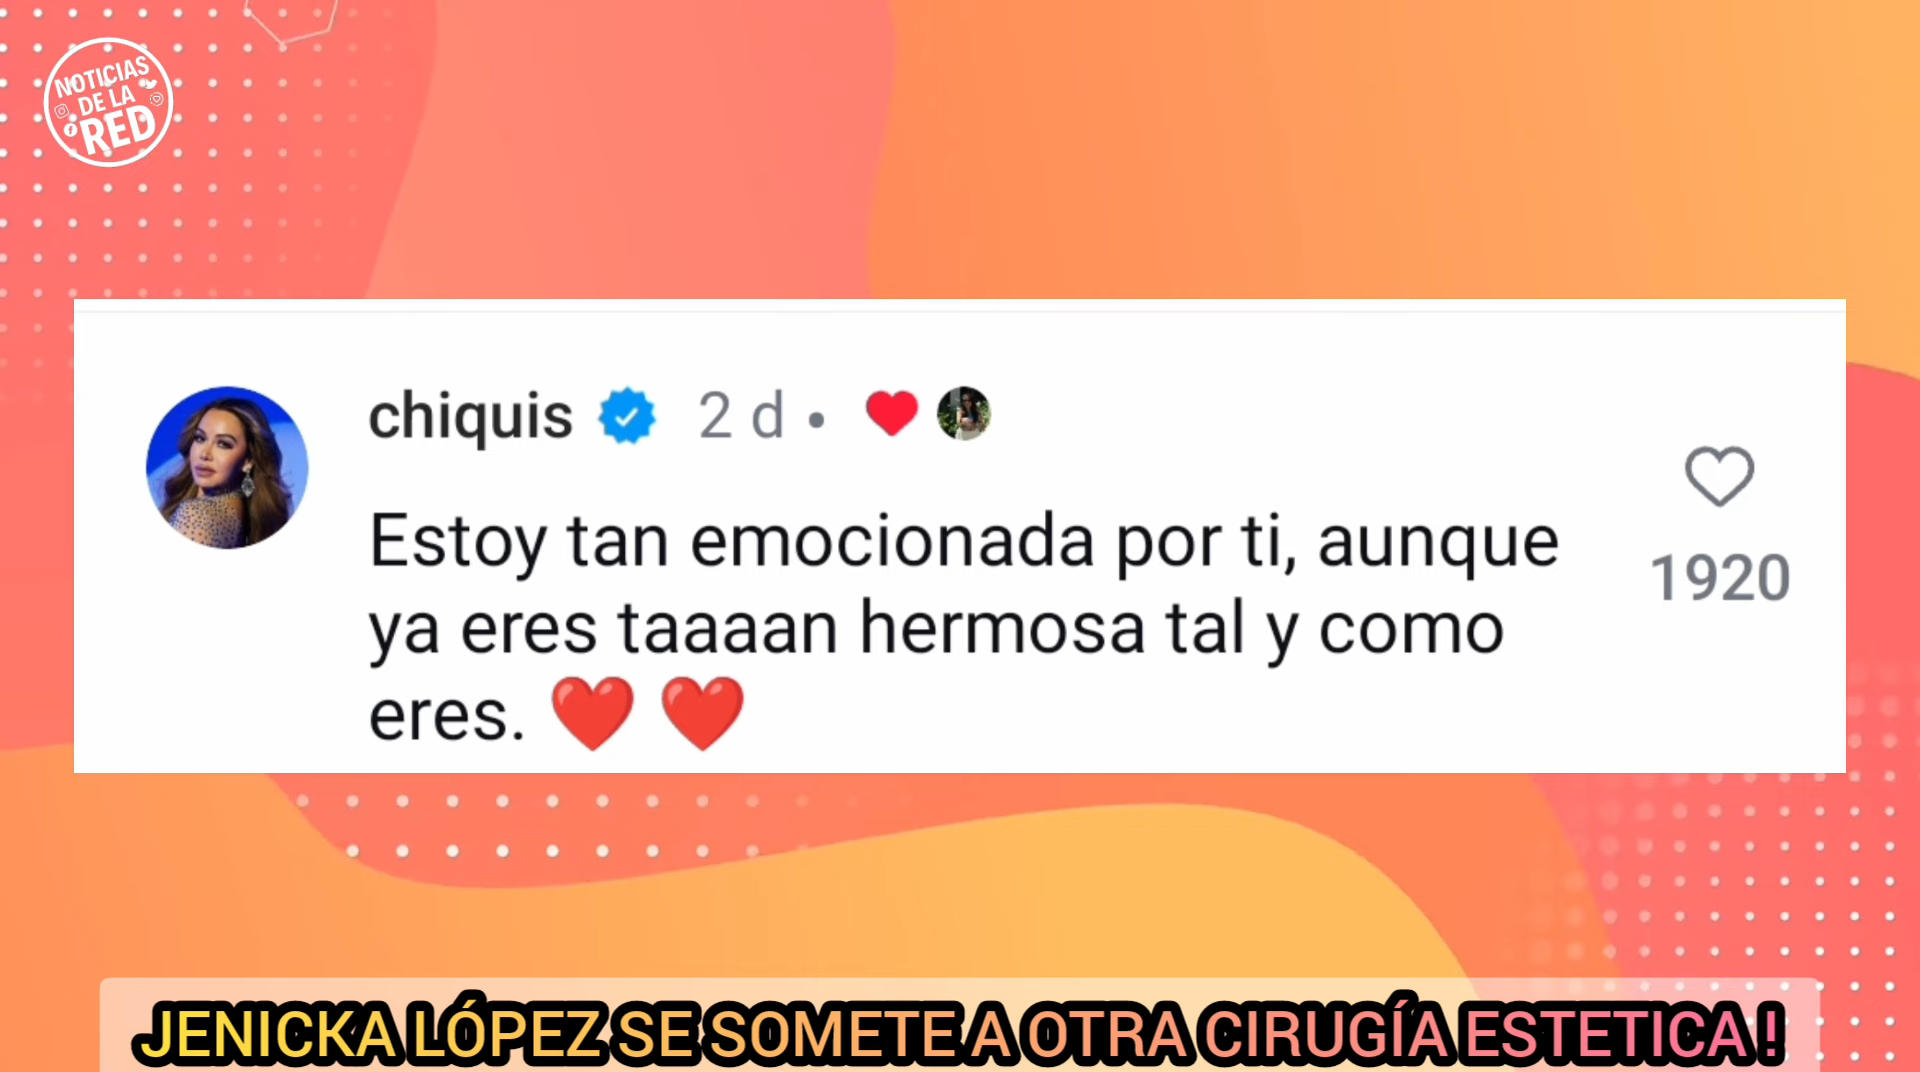 NOTICIAS
DE LA
RED
chiquis 2 d •
Estoy tan emocionada por ti, aunque
ya eres taaaan hermosa tal y como
eres. ❤️ ❤️
1920
JENICKA LÓPEZ SE SOMETE A OTRA CIRUGÍA ESTETICA !